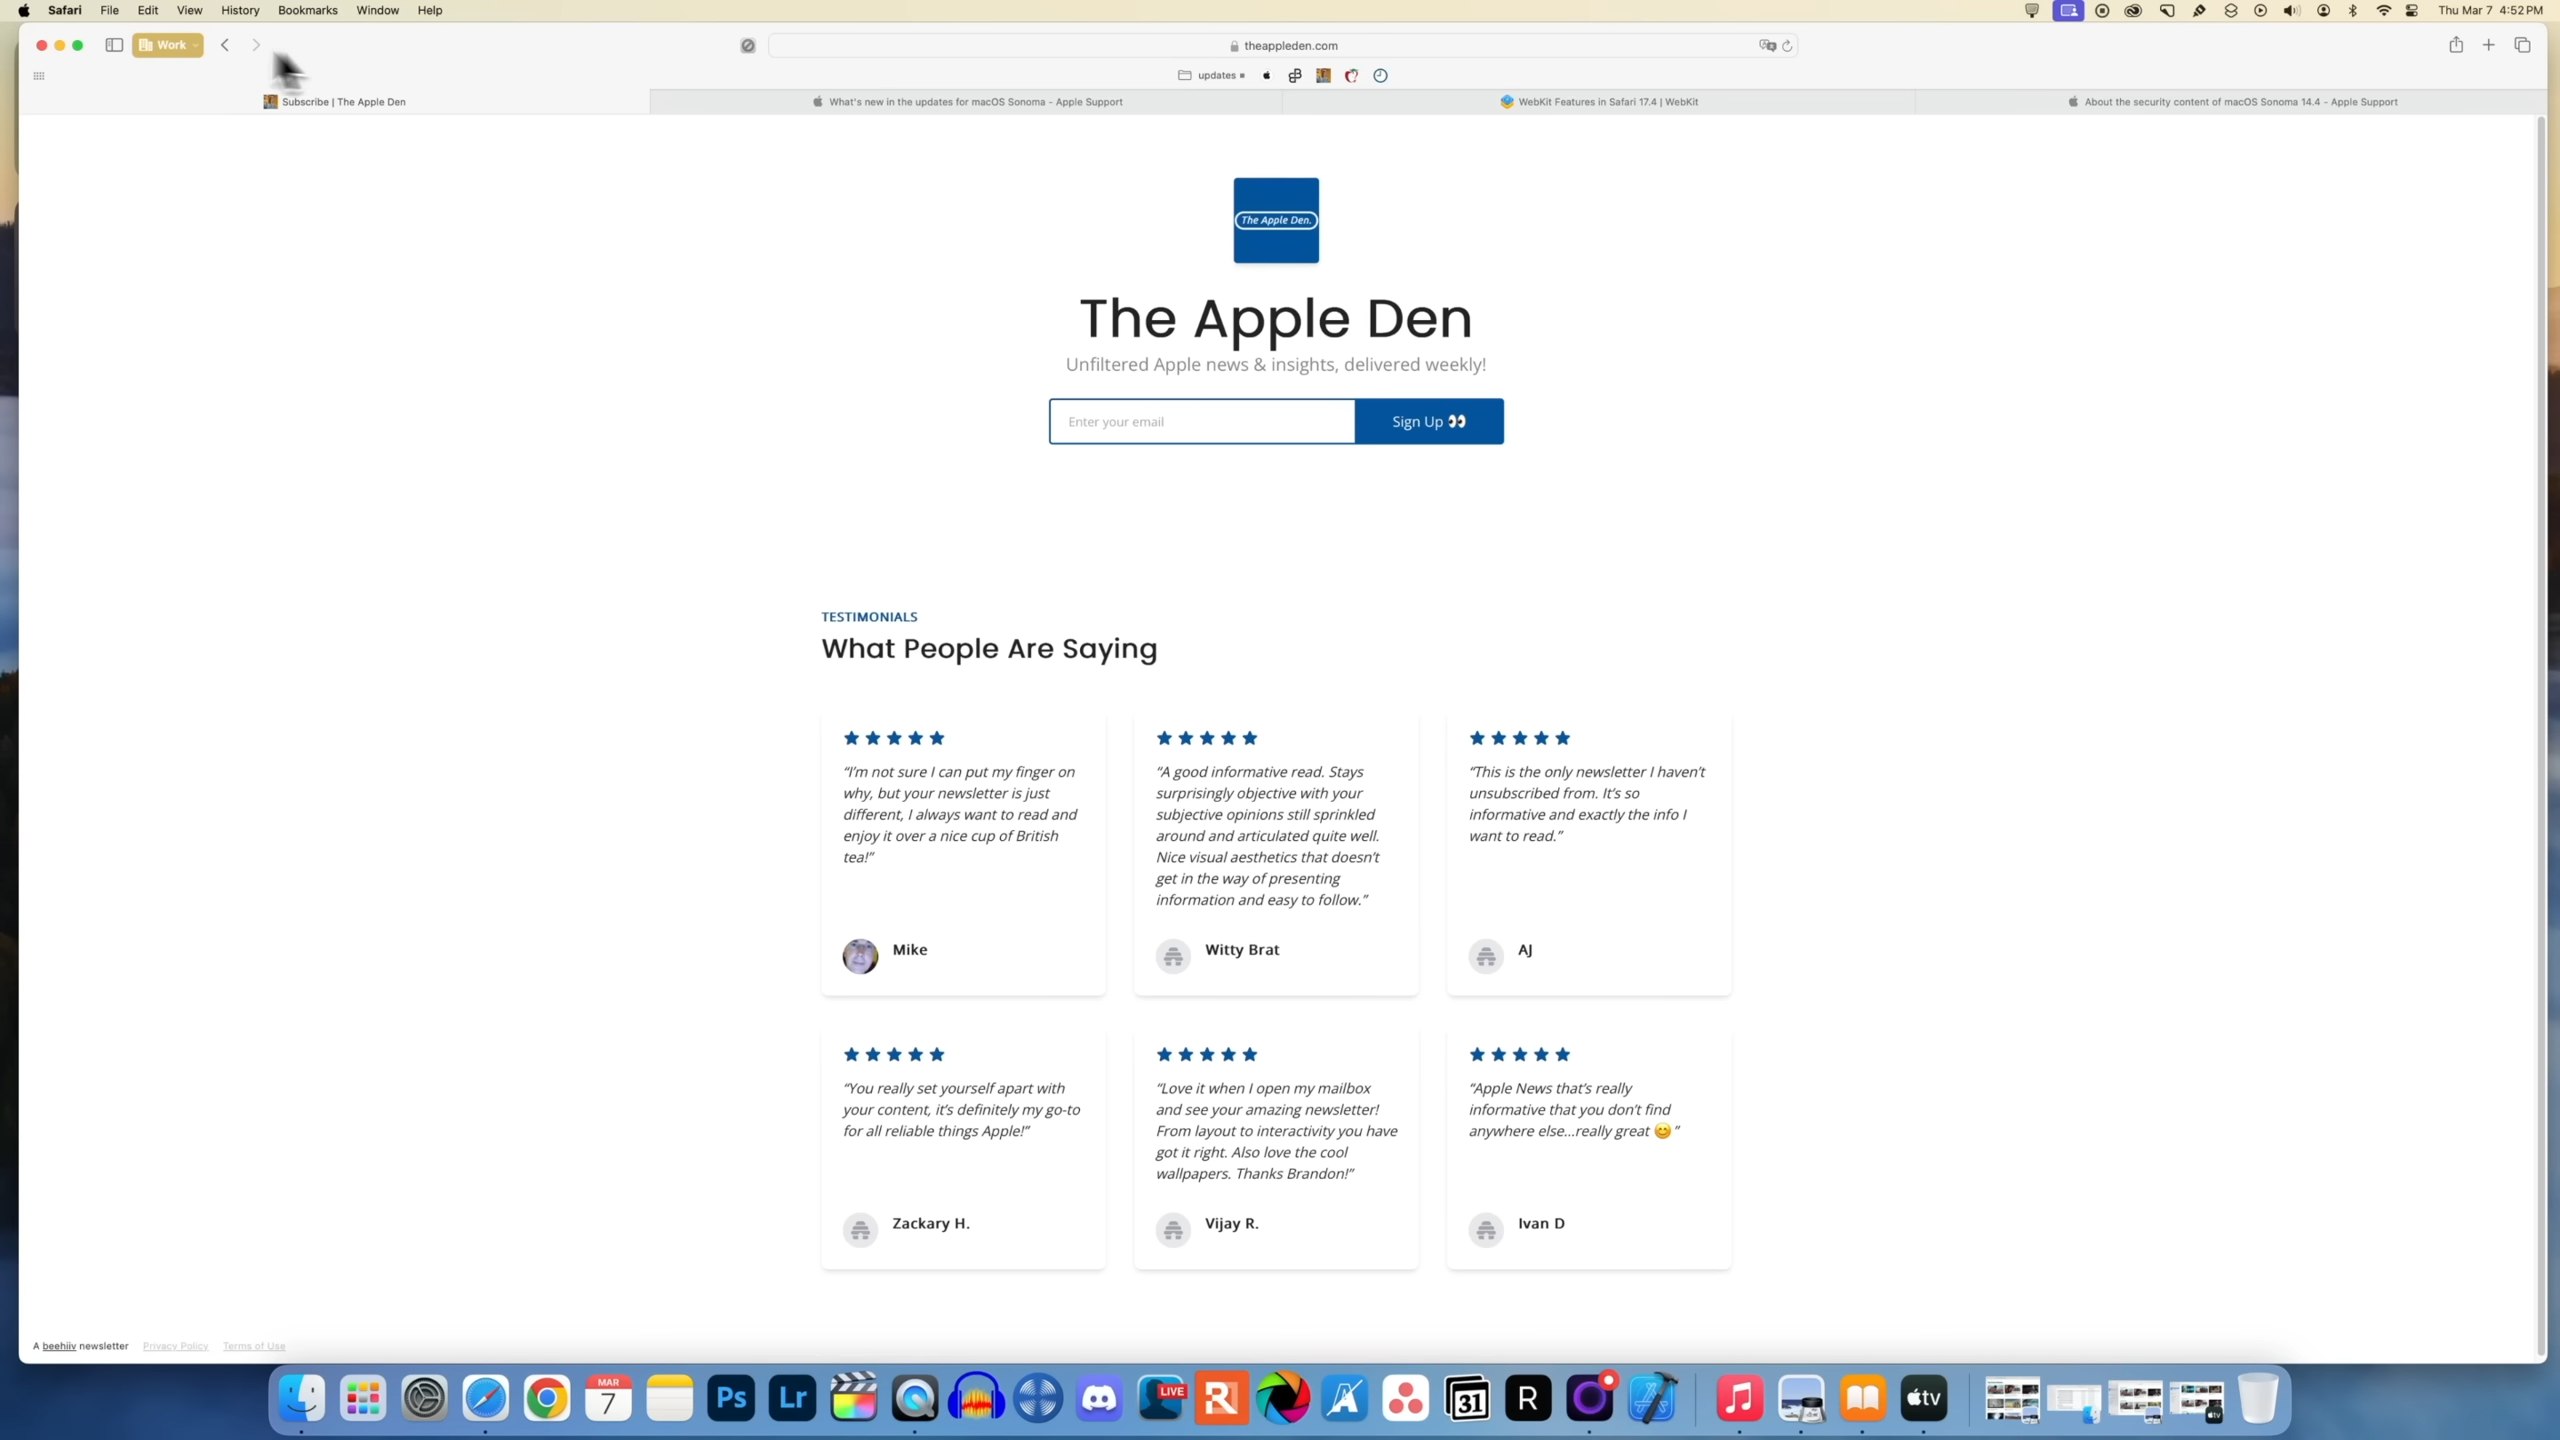 Safari File Edit View History Bookmarks Window Help
Thu Mar 7 4:52 PM
Work
theappleden.com
updates
Subscribe | The Apple Den
What's new in the updates for macOS Sonoma - Apple Support
WebKit Features in Safari 17.4 | WebKit
About the security content of macOS Sonoma 14.4 - Apple Support
The Apple Den.
The Apple Den
Unfiltered Apple news & insights, delivered weekly!
Enter your email
Sign Up 👀
TESTIMONIALS
What People Are Saying
“I’m not sure I can put my finger on
why, but your newsletter is just
different, I always want to read and
enjoy it over a nice cup of British
tea!”
Mike
“A good informative read. Stays
surprisingly objective with your
subjective opinions still sprinkled
around and articulated quite well.
Nice visual aesthetics that doesn’t
get in the way of presenting
information and easy to follow.”
Witty Brat
“This is the only newsletter I haven’t
unsubscribed from. It’s so
informative and exactly the info I
want to read.”
AJ
“You really set yourself apart with
your content, it’s definitely my go-to
for all reliable things Apple!”
Zackary H.
“Love it when I open my mailbox
and see your amazing newsletter!
From layout to interactivity you have
got it right. Also love the cool
wallpapers. Thanks Brandon!”
Vijay R.
“Apple News that’s really
informative that you don’t find
anywhere else...really great 😊 ”
Ivan D
A beehiiv newsletter Privacy Policy Terms of Use
MAR
7
Ps
Lr
LIVE
31
R
tv